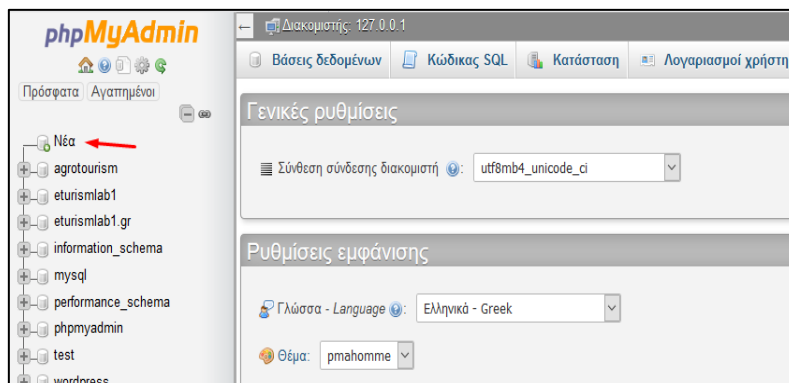 phpMyAdmin
Πρόσφατα Αγαπημένοι
Νέα
agrotourism
eturismlab1
eturismlab1.gr
information_schema
mysql
performance_schema
phpmyadmin
test
wordpress
Διακομιστής: 127.0.0.1
Βάσεις δεδομένων Κώδικας SQL Κατάσταση Λογαριασμοί χρήστη
Γενικές ρυθμίσεις
Σύνθεση σύνδεσης διακομιστή : utf8mb4_unicode_ci
Ρυθμίσεις εμφάνισης
Γλώσσα - Language : Ελληνικά - Greek
Θέμα: pmahomme